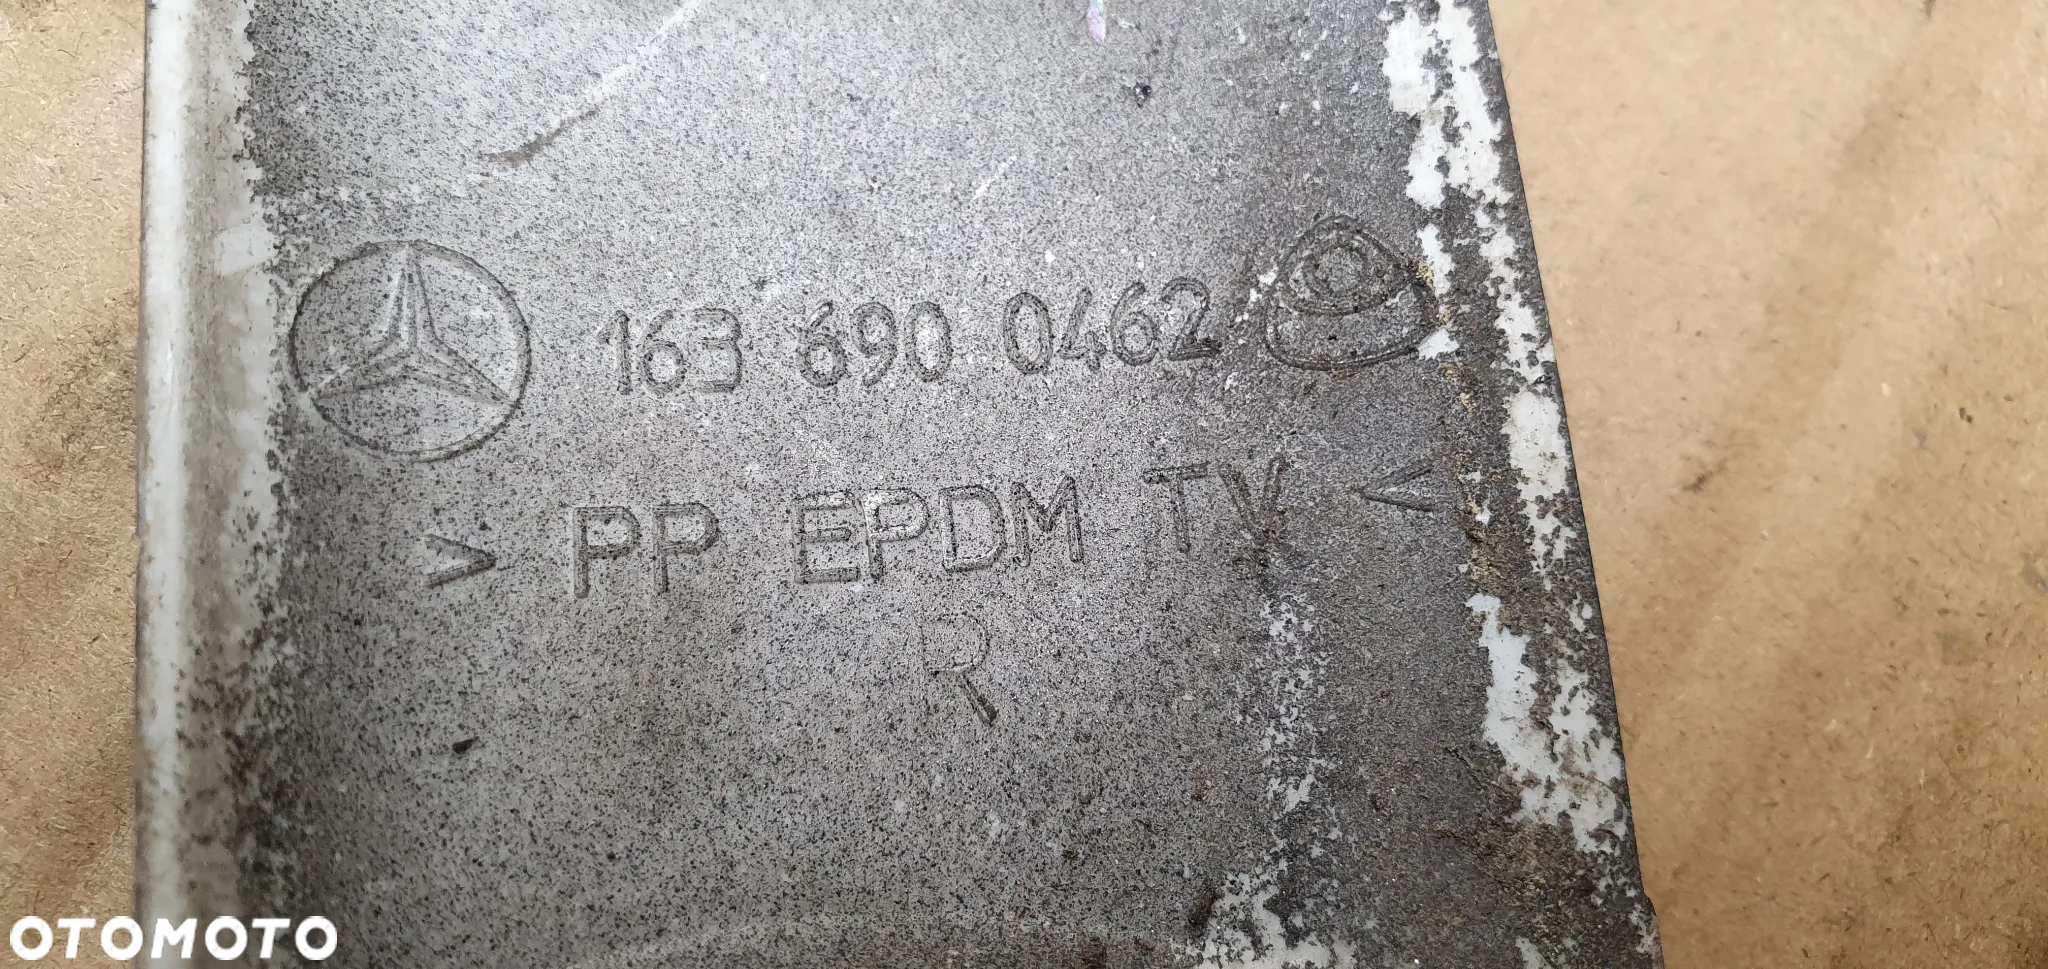 163 690 0462
> PP EPDM TV <
R
OTOMOTO